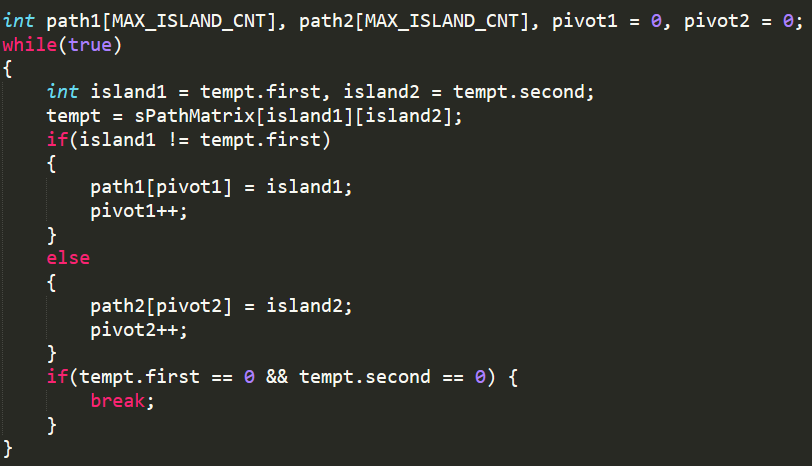 int path1[MAX_ISLAND_CNT], path2[MAX_ISLAND_CNT], pivot1 = 0, pivot2 = 0;
while(true)
{
    int island1 = tempt.first, island2 = tempt.second;
    tempt = sPathMatrix[island1][island2];
    if(island1 != tempt.first)
    {
        path1[pivot1] = island1;
        pivot1++;
    }
    else
    {
        path2[pivot2] = island2;
        pivot2++;
    }
    if(tempt.first == 0 && tempt.second == 0) {
        break;
    }
}